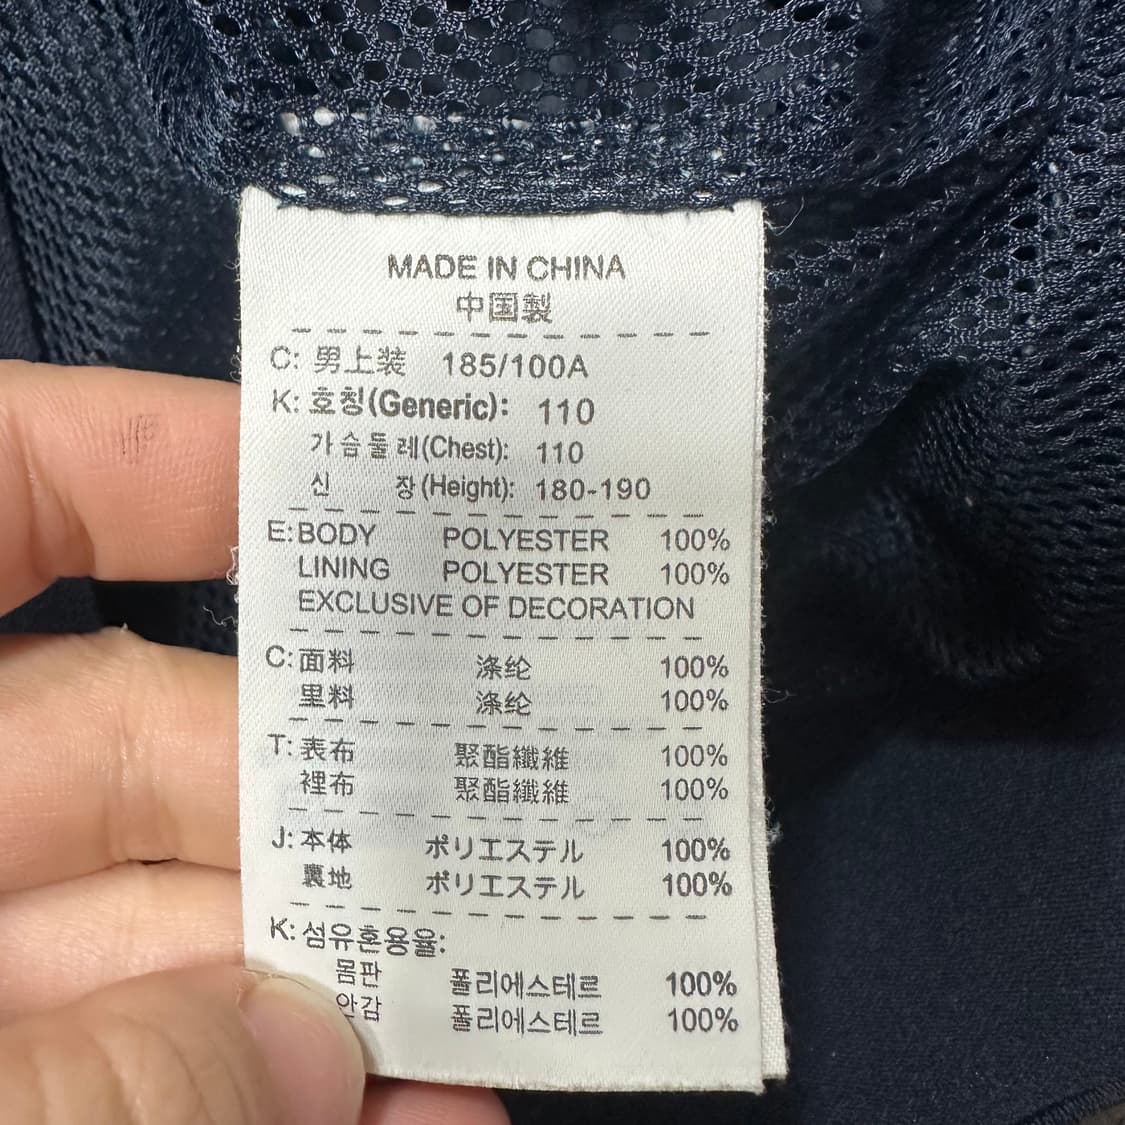 MADE IN CHINA
中国製
C: 男上装 185/100A
K: 호칭(Generic): 110
가슴둘레(Chest): 110
신 장(Height): 180-190
E: BODY POLYESTER 100%
LINING POLYESTER 100%
EXCLUSIVE OF DECORATION
C: 面料 涤纶 100%
里料 涤纶 100%
T: 表布 聚酯纖維 100%
裡布 聚酯纖維 100%
J: 本体 ポリエステル 100%
裏地 ポリエステル 100%
K: 섬유혼용율:
몸판 폴리에스테르 100%
안감 폴리에스테르 100%